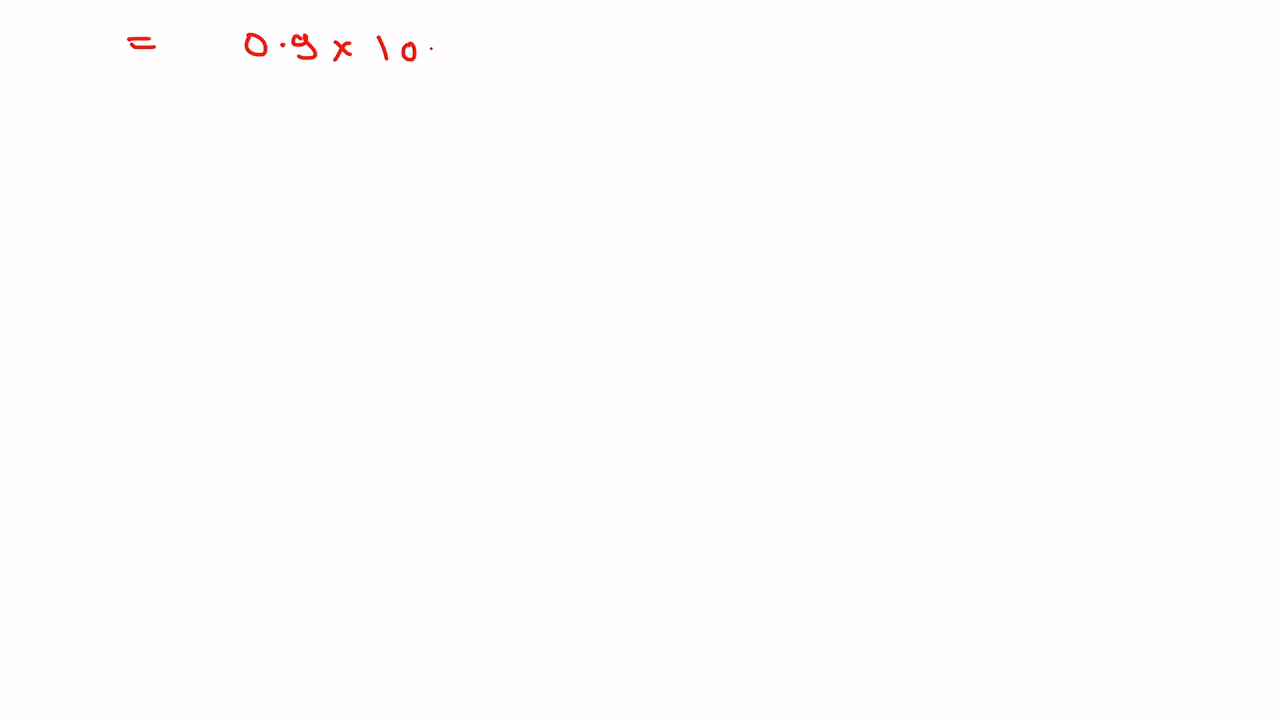 = 0.9 x 10.